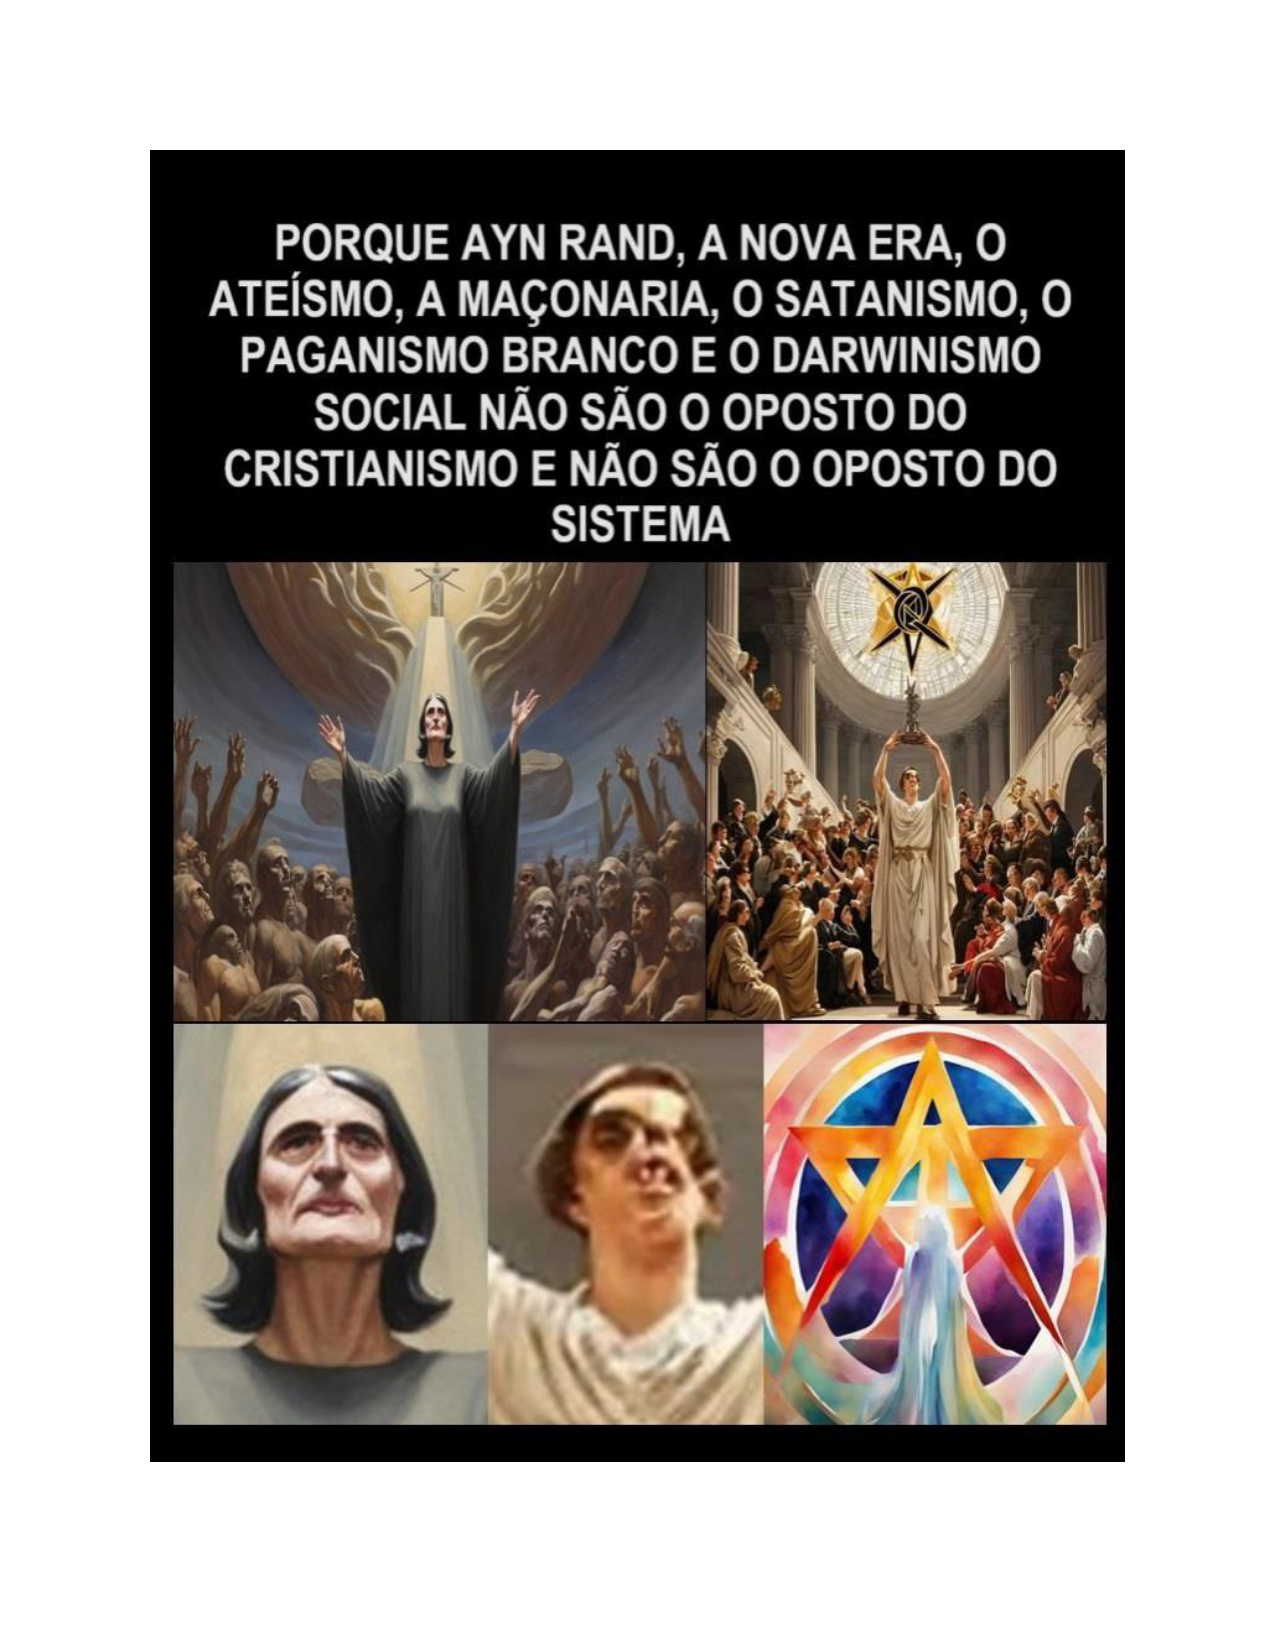 PORQUE AYN RAND, A NOVA ERA, O
ATEÍSMO, A MAÇONARIA, O SATANISMO, O
PAGANISMO BRANCO E O DARWINISMO
SOCIAL NÃO SÃO O OPOSTO DO
CRISTIANISMO E NÃO SÃO O OPOSTO DO
SISTEMA